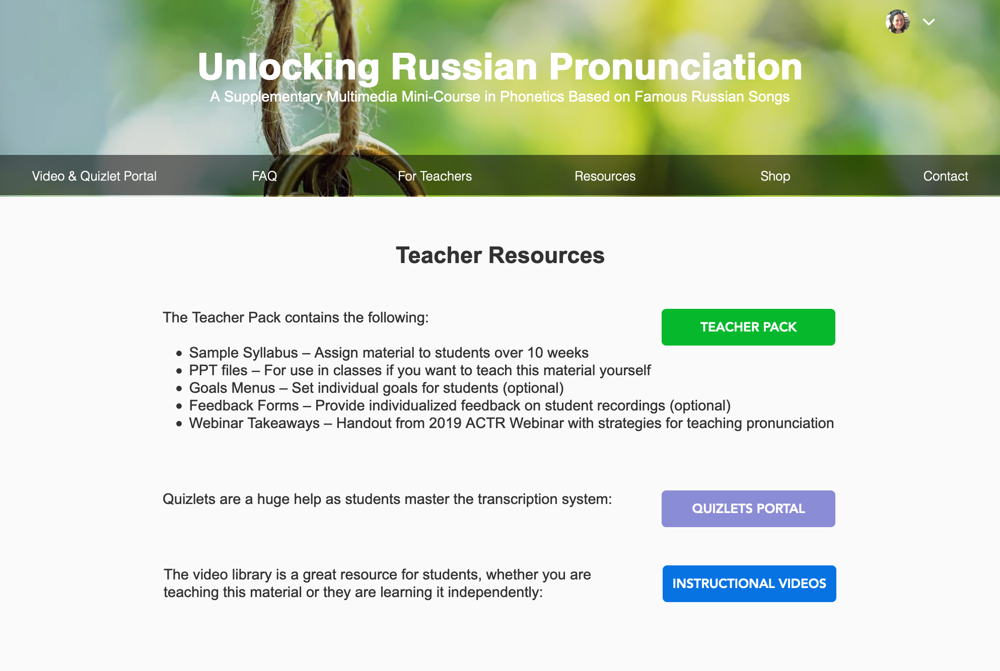 Unlocking Russian Pronunciation
A Supplementary Multimedia Mini-Course in Phonetics Based on Famous Russian Songs
Video & Quizlet Portal
FAQ
For Teachers
Resources
Shop
Contact
Teacher Resources
The Teacher Pack contains the following:
TEACHER PACK
• Sample Syllabus – Assign material to students over 10 weeks
• PPT files – For use in classes if you want to teach this material yourself
• Goals Menus – Set individual goals for students (optional)
• Feedback Forms – Provide individualized feedback on student recordings (optional)
• Webinar Takeaways – Handout from 2019 ACTR Webinar with strategies for teaching pronunciation
Quizlets are a huge help as students master the transcription system:
QUIZLETS PORTAL
The video library is a great resource for students, whether you are
teaching this material or they are learning it independently:
INSTRUCTIONAL VIDEOS